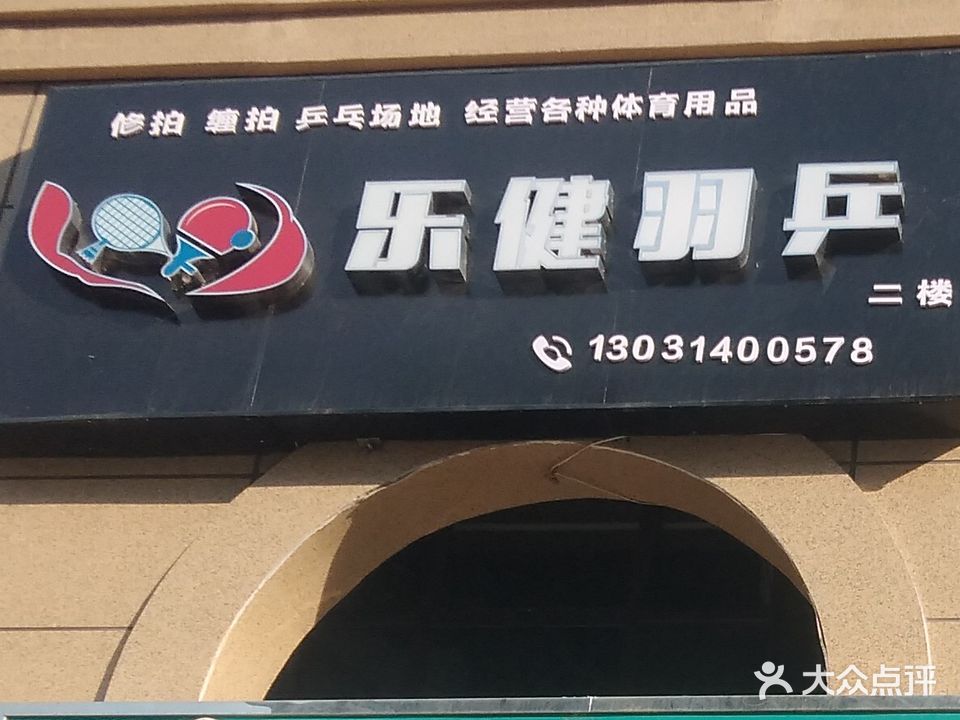 修拍 缠拍 乒乓场地 经营各种体育用品
乐健羽乒
二楼
13031400578
大众点评